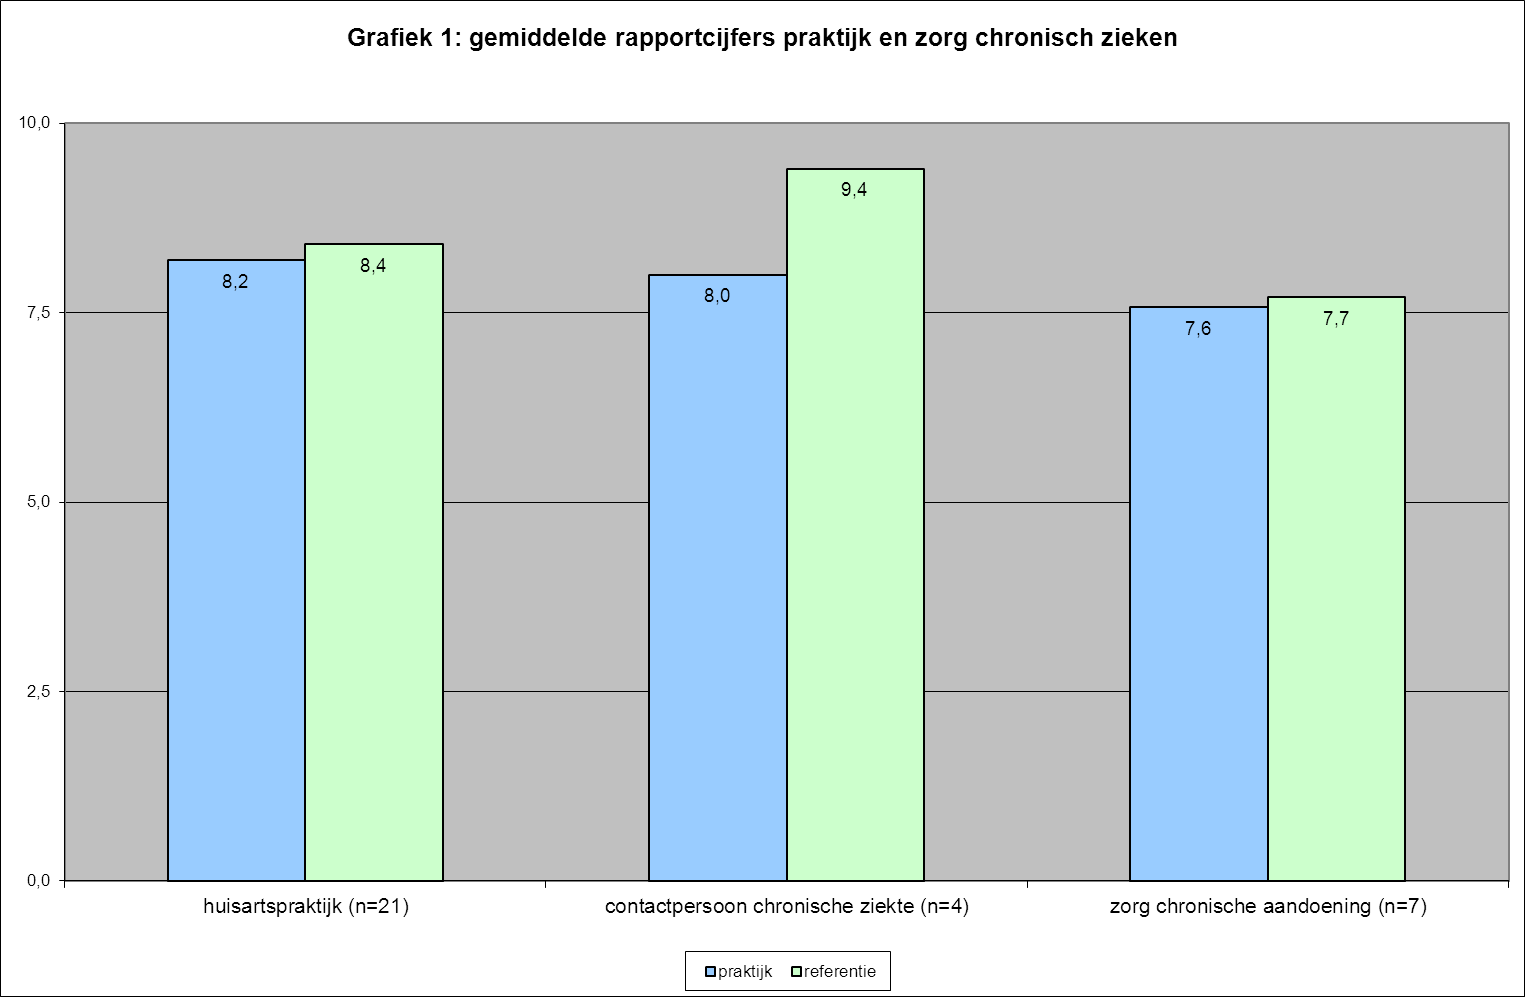 Grafiek 1: gemiddelde rapportcijfers praktijk en zorg chronisch zieken
10,0
7,5
5,0
2,5
0,0
8,2
8,4
8,0
9,4
7,6
7,7
huisartspraktijk (n=21)
contactpersoon chronische ziekte (n=4)
zorg chronische aandoening (n=7)
praktijk
referentie